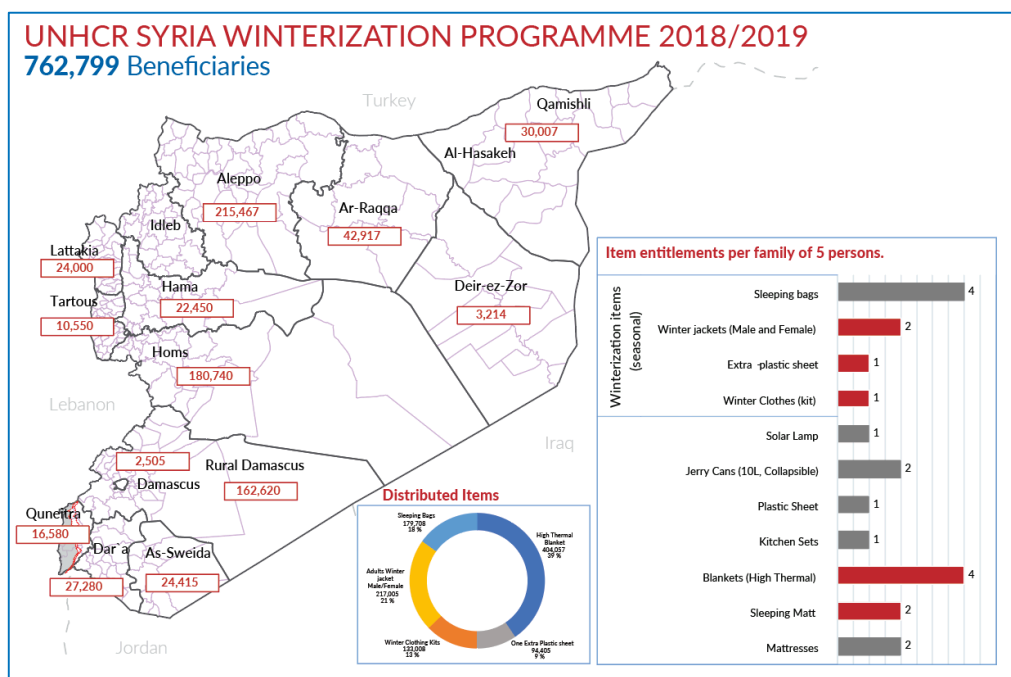 UNHCR SYRIA WINTERIZATION PROGRAMME 2018/2019
762,799 Beneficiaries
Turkey
Qamishli
30,007
Al-Hasakeh
Aleppo
215,467
Ar-Raqqa
42,917
Idleb
Lattakia
24,000
Hama
22,450
Tartous
10,550
Deir-ez-Zor
3,214
Homs
180,740
Lebanon
Iraq
2,505
Damascus
Rural Damascus
162,620
Quneitra
16,580
Dar`a
27,280
As-Sweida
24,415
Jordan
Distributed Items
Sleeping Bags
179,708
18 %
High Thermal
Blanket
404,057
39 %
Adults Winter
jacket
Male/Female
217,005
21 %
Winter Clothing Kits
133,008
13 %
One Extra Plastic sheet
94,405
9 %
Item entitlements per family of 5 persons.
Winterization items
(seasonal)
Sleeping bags 4
Winter jackets (Male and Female) 2
Extra -plastic sheet 1
Winter Clothes (kit) 1
Solar Lamp 1
Jerry Cans (10L, Collapsible) 2
Plastic Sheet 1
Kitchen Sets 1
Blankets (High Thermal) 4
Sleeping Matt 2
Mattresses 2